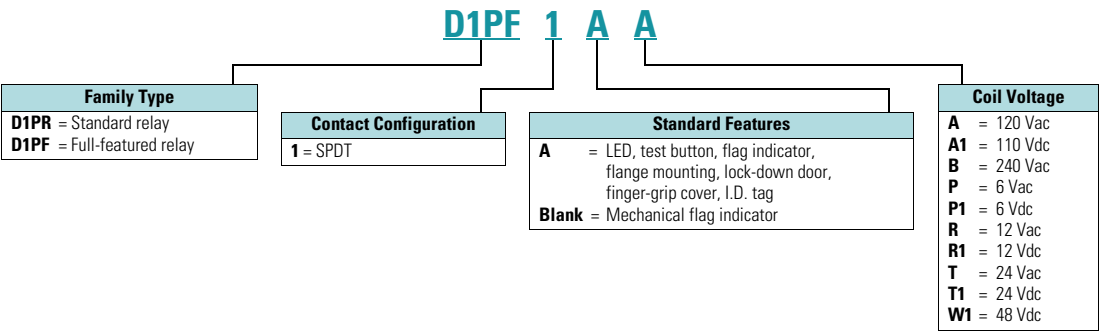 D1PF 1 A A
Family Type
D1PR = Standard relay
D1PF = Full-featured relay
Contact Configuration
1 = SPDT
Standard Features
A = LED, test button, flag indicator,
flange mounting, lock-down door,
finger-grip cover, I.D. tag
Blank = Mechanical flag indicator
Coil Voltage
A = 120 Vac
A1 = 110 Vdc
B = 240 Vac
P = 6 Vac
P1 = 6 Vdc
R = 12 Vac
R1 = 12 Vdc
T = 24 Vac
T1 = 24 Vdc
W1 = 48 Vdc